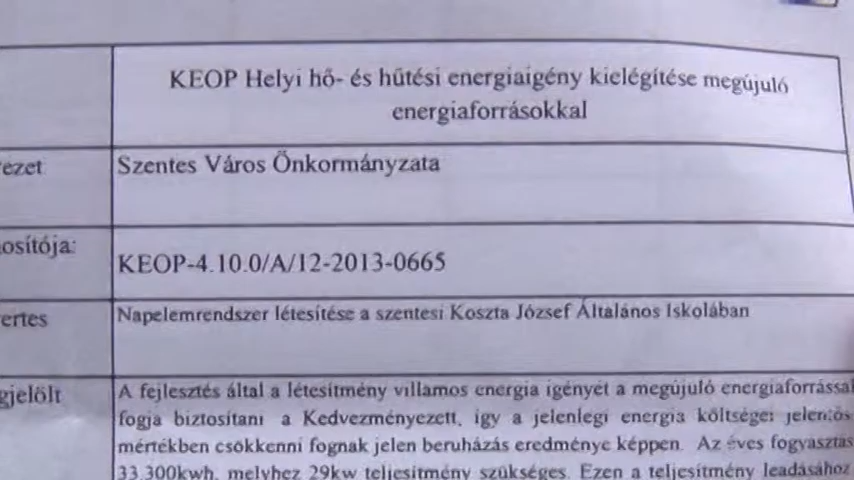 KEOP Helyi hő- és hűtési energiaigény kielégítése megújuló
energiaforrásokkal
ezet Szentes Város Önkormányzata
osítója: KEOP-4.10.0/A/12-2013-0665
ertes Napelemrendszer létesítése a szentesi Koszta József Általános Iskolában
gjelölt A fejlesztés által a létesítmény villamos energia igényét a megújuló energiaforrással
fogja biztosítani a Kedvezményezett, így a jelenlegi energia költségei jelentős
mértékben csökkenni fognak jelen beruházás eredménye képpen. Az éves fogyasztás
33.300kwh, melyhez 29kw teljesítmény szükséges. Ezen a teljesítmény leadásához